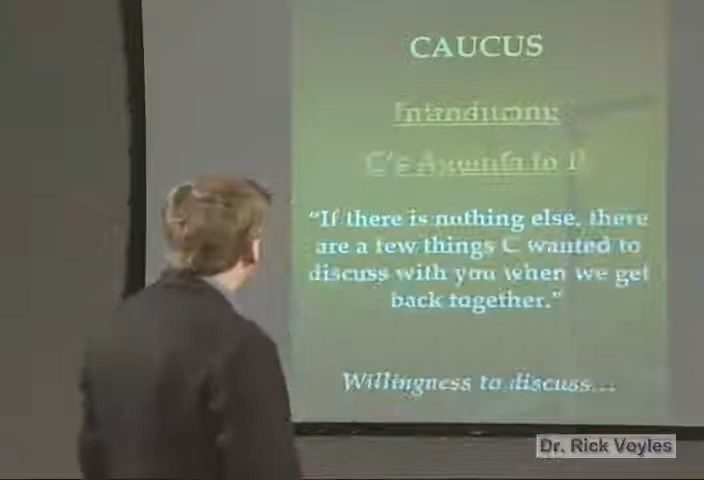 CAUCUS
C's
to
"If there is nothing else, there
are a few things C wanted to
discuss with you when we get
back together."
Willingness to discuss...
Dr. Rick Voyles